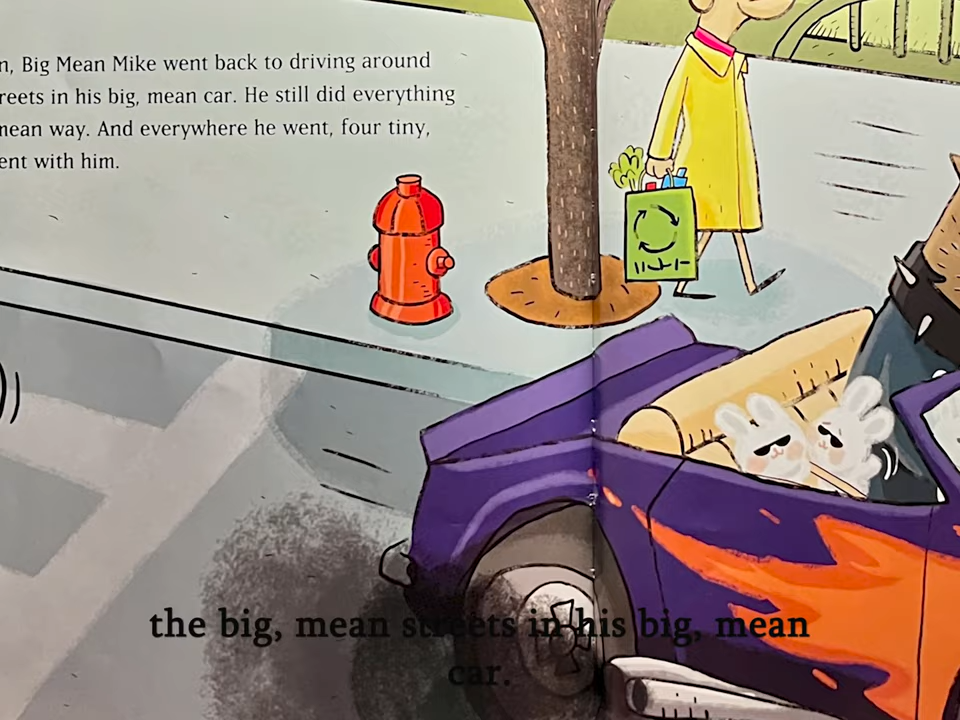 n, Big Mean Mike went back to driving around
reets in his big, mean car. He still did everything
mean way. And everywhere he went, four tiny,
ent with him.
the big, mean streets in his big, mean
car.